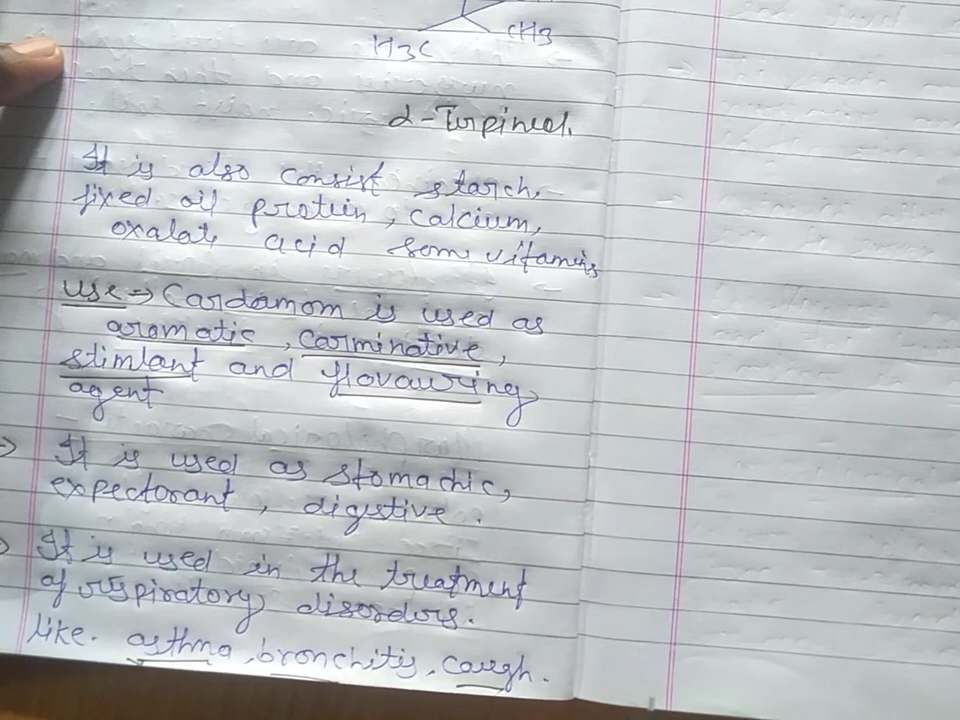 H3C CH3
α-Terpineol.
It is also consist starch,
fixed oil protein, calcium,
oxalate acid some vitamins
Use → Cardamom is used as
aromatic, carminative,
stimlant and flovauring
agent
→ It is used as stomachic,
expectorant, digestive.
→ It is used in the treatment
of respiratory disordors.
like. asthma, bronchitis, cough.